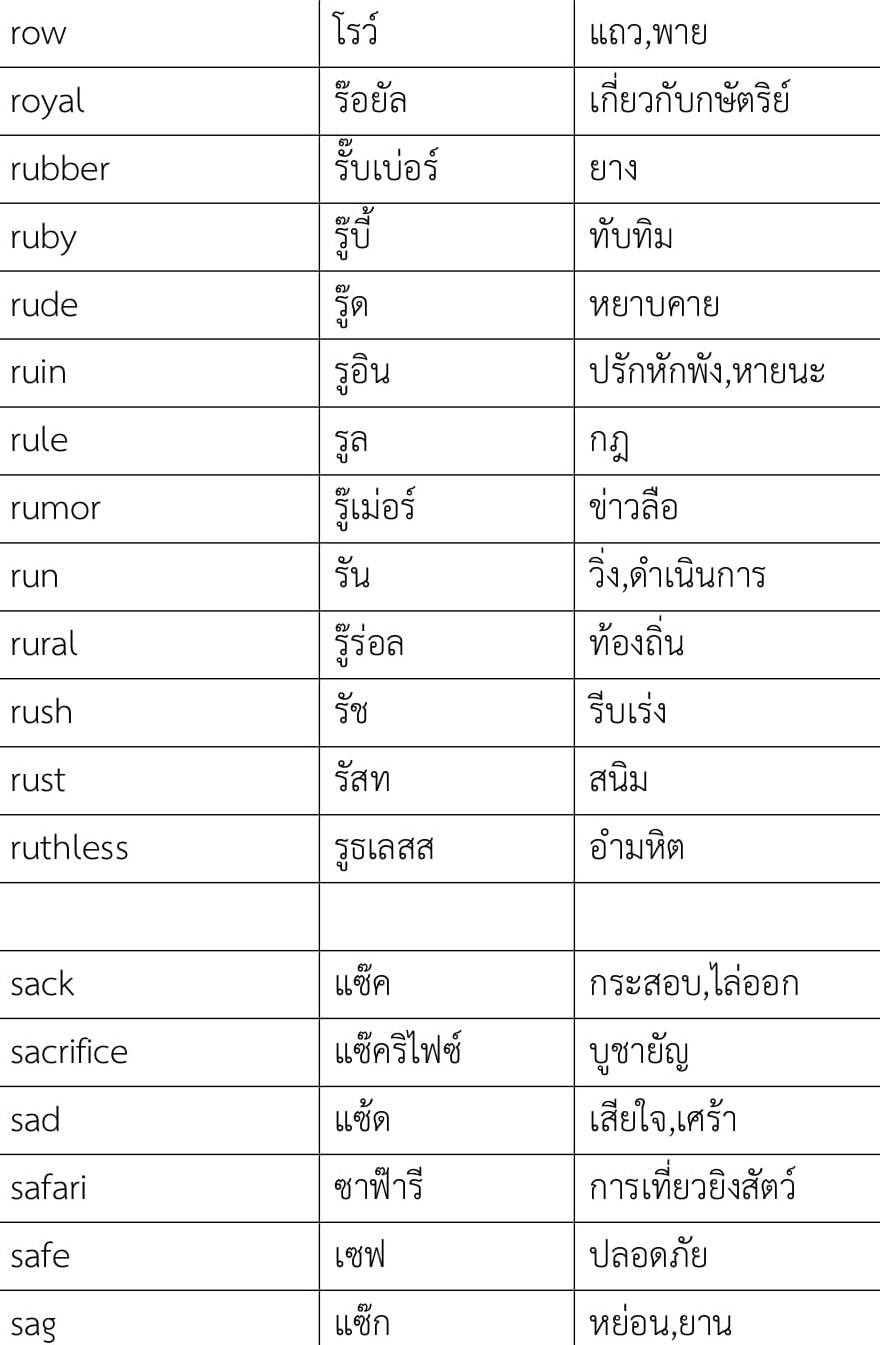 row โรว์ แถว,พาย
royal ร๊อยัล เกี่ยวกับกษัตริย์
rubber รั๊บเบ่อร์ ยาง
ruby รู๊บี้ ทับทิม
rude รู๊ด หยาบคาย
ruin รูอิน ปรักหักพัง,หายนะ
rule รูล กฎ
rumor รู๊เม่อร์ ข่าวลือ
run รัน วิ่ง,ดำเนินการ
rural รู๊ร่อล ท้องถิ่น
rush รัช รีบเร่ง
rust รัสท สนิม
ruthless รูธเลสส อำมหิต
sack แซ๊ค กระสอบ,ไล่ออก
sacrifice แซ๊คริไฟซ์ บูชายัญ
sad แซ้ด เสียใจ,เศร้า
safari ซาฟ๊ารี การเที่ยวยิงสัตว์
safe เซฟ ปลอดภัย
sag แซ๊ก หย่อน,ยาน